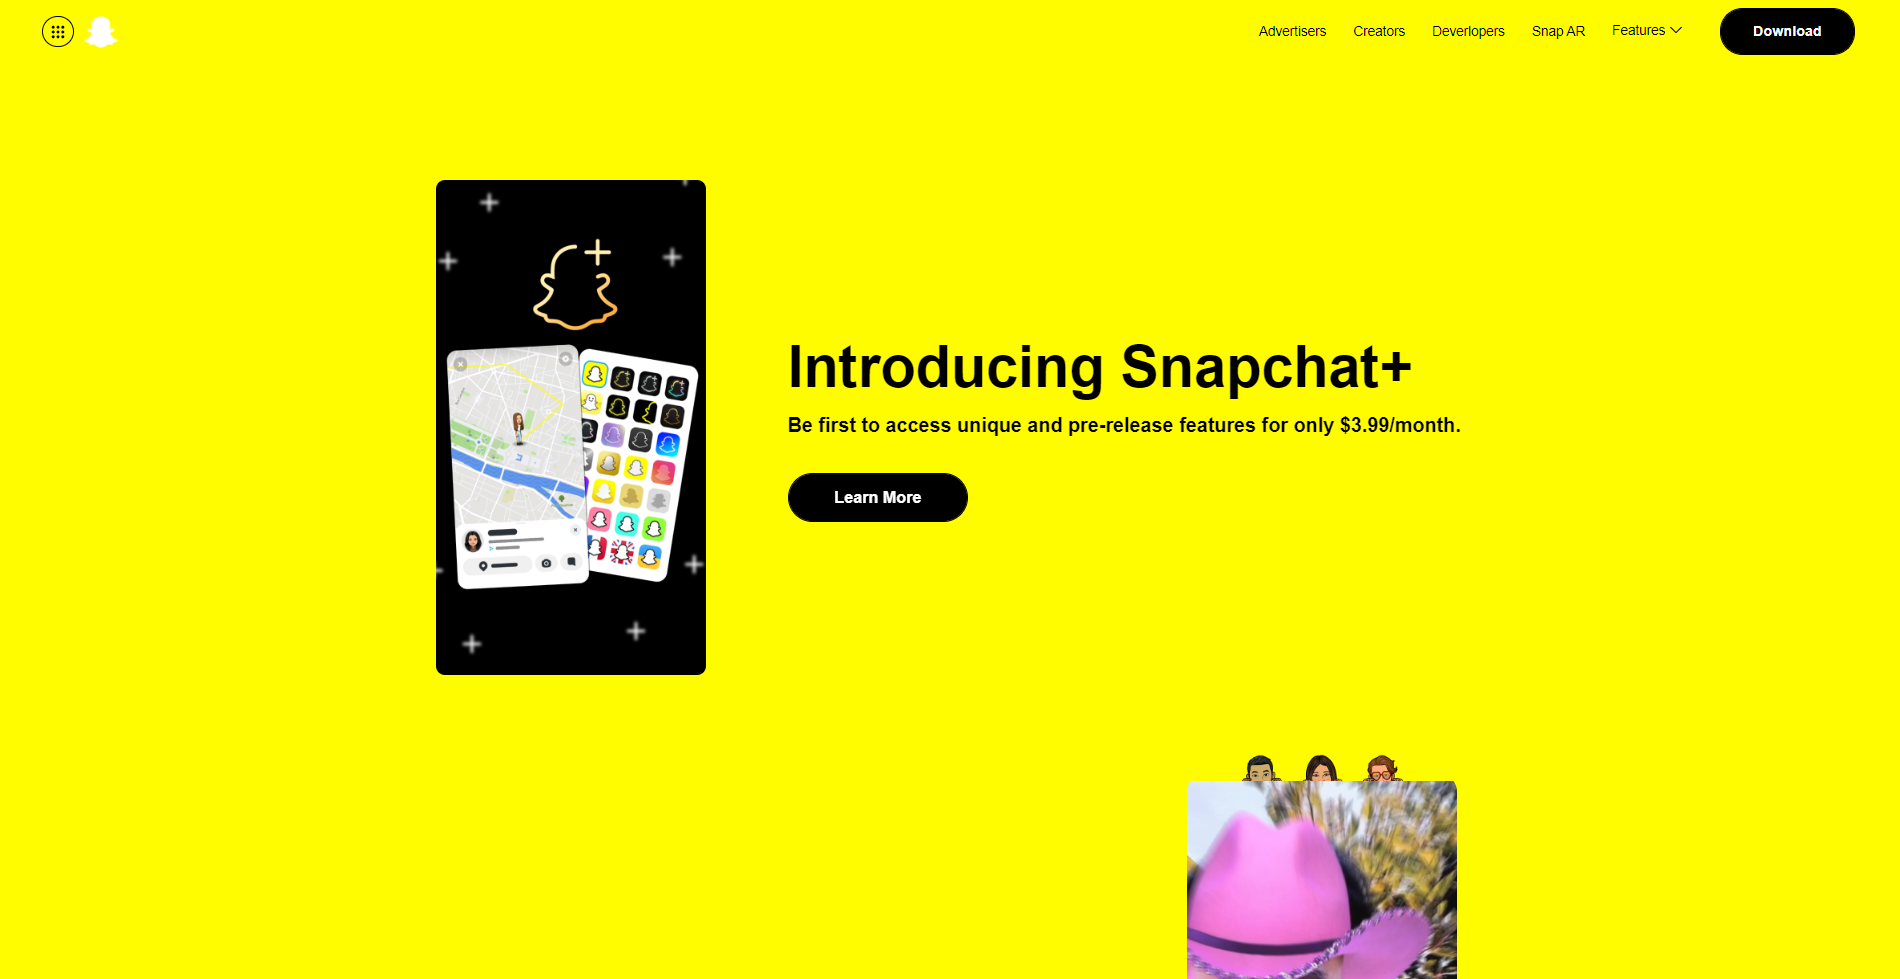 Advertisers
Creators
Developers
Snap AR
Features
Download
Introducing Snapchat+
Be first to access unique and pre-release features for only $3.99/month.
Learn More